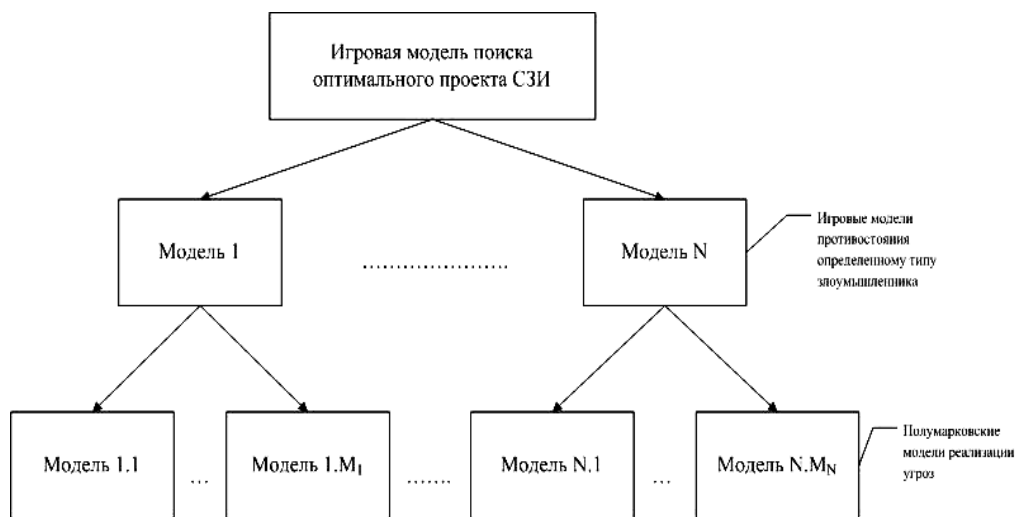 Игровая модель поиска
оптимального проекта СЗИ
Модель 1
.......................
Модель N
Игровые модели
противостояния
определенному типу
злоумышленника
Модель 1.1
...
Модель 1.M₁
.......
Модель N.1
...
Модель N.M_N
Полумарковские
модели реализации
угроз